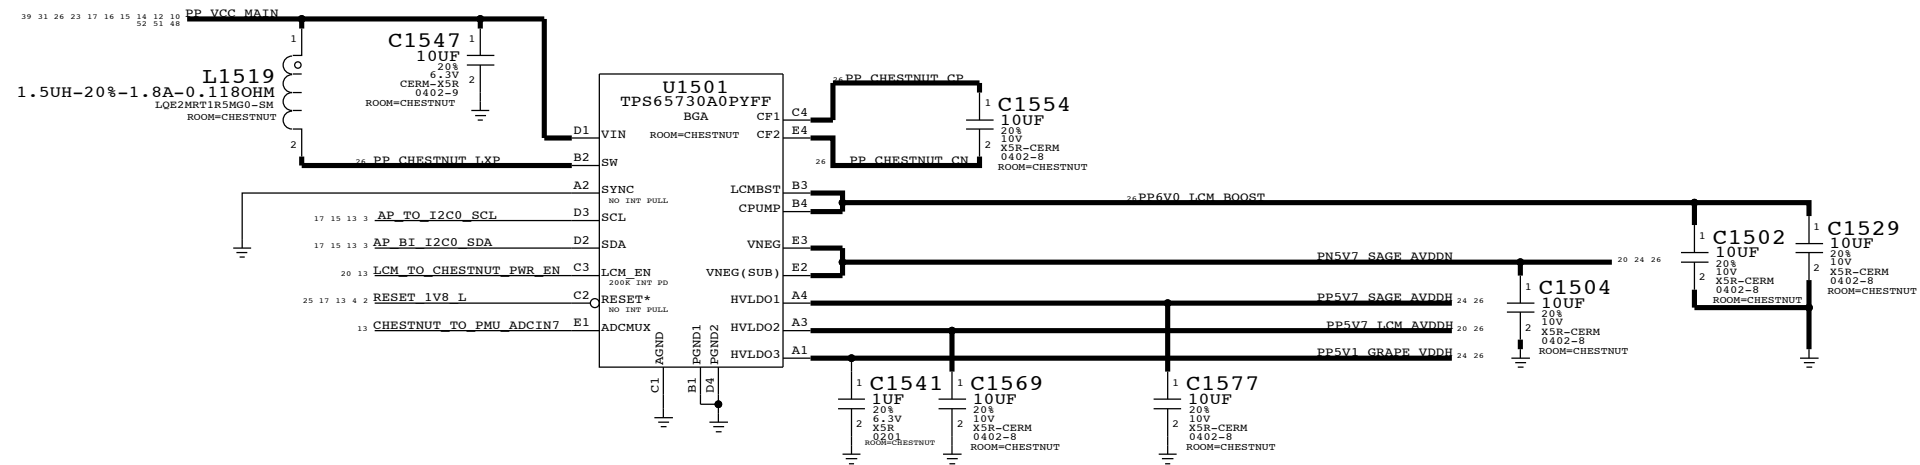 39 31 26 23 17 16 15 14 12 10 PP_VCC_MAIN
52 51 48
1
L1519
1.5UH-20%-1.8A-0.118OHM
LQE2MRT1R5MG0-SM
ROOM=CHESTNUT
2
C1547
10UF
20%
6.3V
CERM-X5R
0402-9
ROOM=CHESTNUT
1
2
26 PP_CHESTNUT_LXP
U1501
TPS65730A0PYFF
BGA
ROOM=CHESTNUT
D1 VIN
B2 SW
A2 SYNC
NO INT PULL
17 15 13 3 AP_TO_I2C0_SCL D3 SCL
17 15 13 3 AP_BI_I2C0_SDA D2 SDA
20 13 LCM_TO_CHESTNUT_PWR_EN C3 LCM_EN
200K INT PD
25 17 13 4 2 RESET_1V8_L C2 RESET*
NO INT PULL
13 CHESTNUT_TO_PMU_ADCIN7 E1 ADCMUX
AGND
PGND1
PGND2
C1
B1
D4
CF1 C4
CF2 E4
LCMBST B3
CPUMP B4
VNEG E3
VNEG(SUB) E2
HVLDO1 A4
HVLDO2 A3
HVLDO3 A1
26 PP_CHESTNUT_CP
26 PP_CHESTNUT_CN
1
2
C1554
10UF
20%
10V
X5R-CERM
0402-8
ROOM=CHESTNUT
26 PP6V0_LCM_BOOST
PN5V7_SAGE_AVDDN 20 24 26
PP5V7_SAGE_AVDDH 24 26
PP5V7_LCM_AVDDH 20 26
PP5V1_GRAPE_VDDH 24 26
1
2
C1541
1UF
20%
6.3V
X5R
0201
ROOM=CHESTNUT
1
2
C1569
10UF
20%
10V
X5R-CERM
0402-8
ROOM=CHESTNUT
1
2
C1577
10UF
20%
10V
X5R-CERM
0402-8
ROOM=CHESTNUT
1
2
C1504
10UF
20%
10V
X5R-CERM
0402-8
ROOM=CHESTNUT
1
2
C1502
10UF
20%
10V
X5R-CERM
0402-8
ROOM=CHESTNUT
1
2
C1529
10UF
20%
10V
X5R-CERM
0402-8
ROOM=CHESTNUT